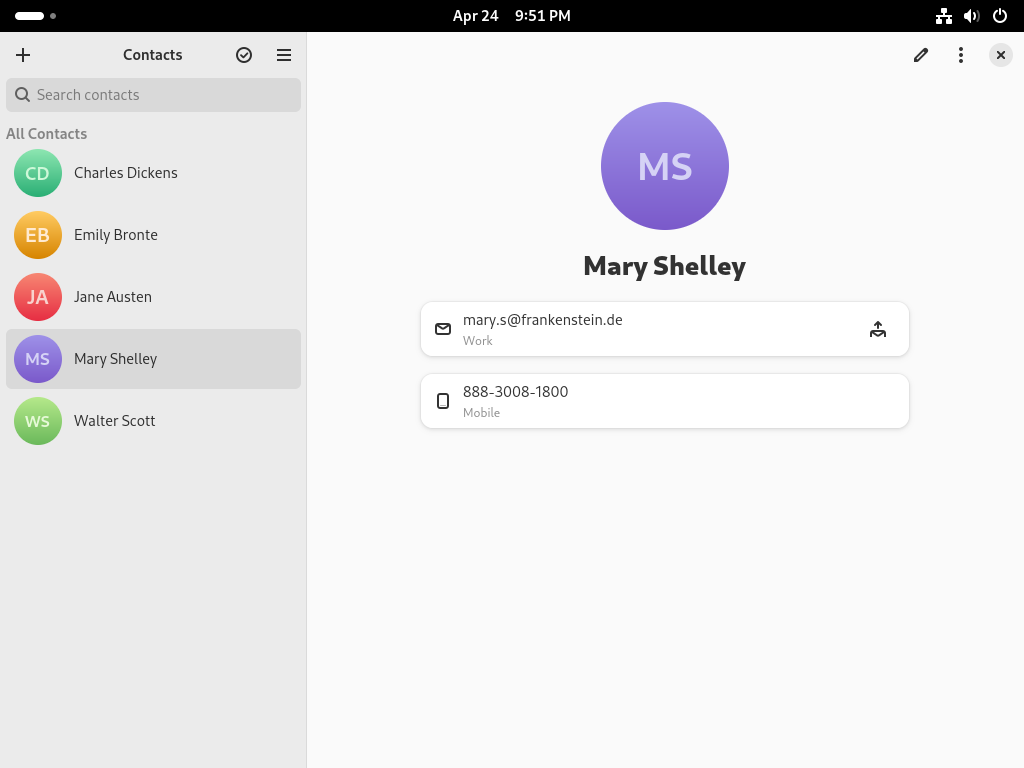 Apr 24 9:51 PM
Contacts
Search contacts
All Contacts
CD Charles Dickens
EB Emily Bronte
JA Jane Austen
MS Mary Shelley
WS Walter Scott
MS
Mary Shelley
mary.s@frankenstein.de
Work
888-3008-1800
Mobile